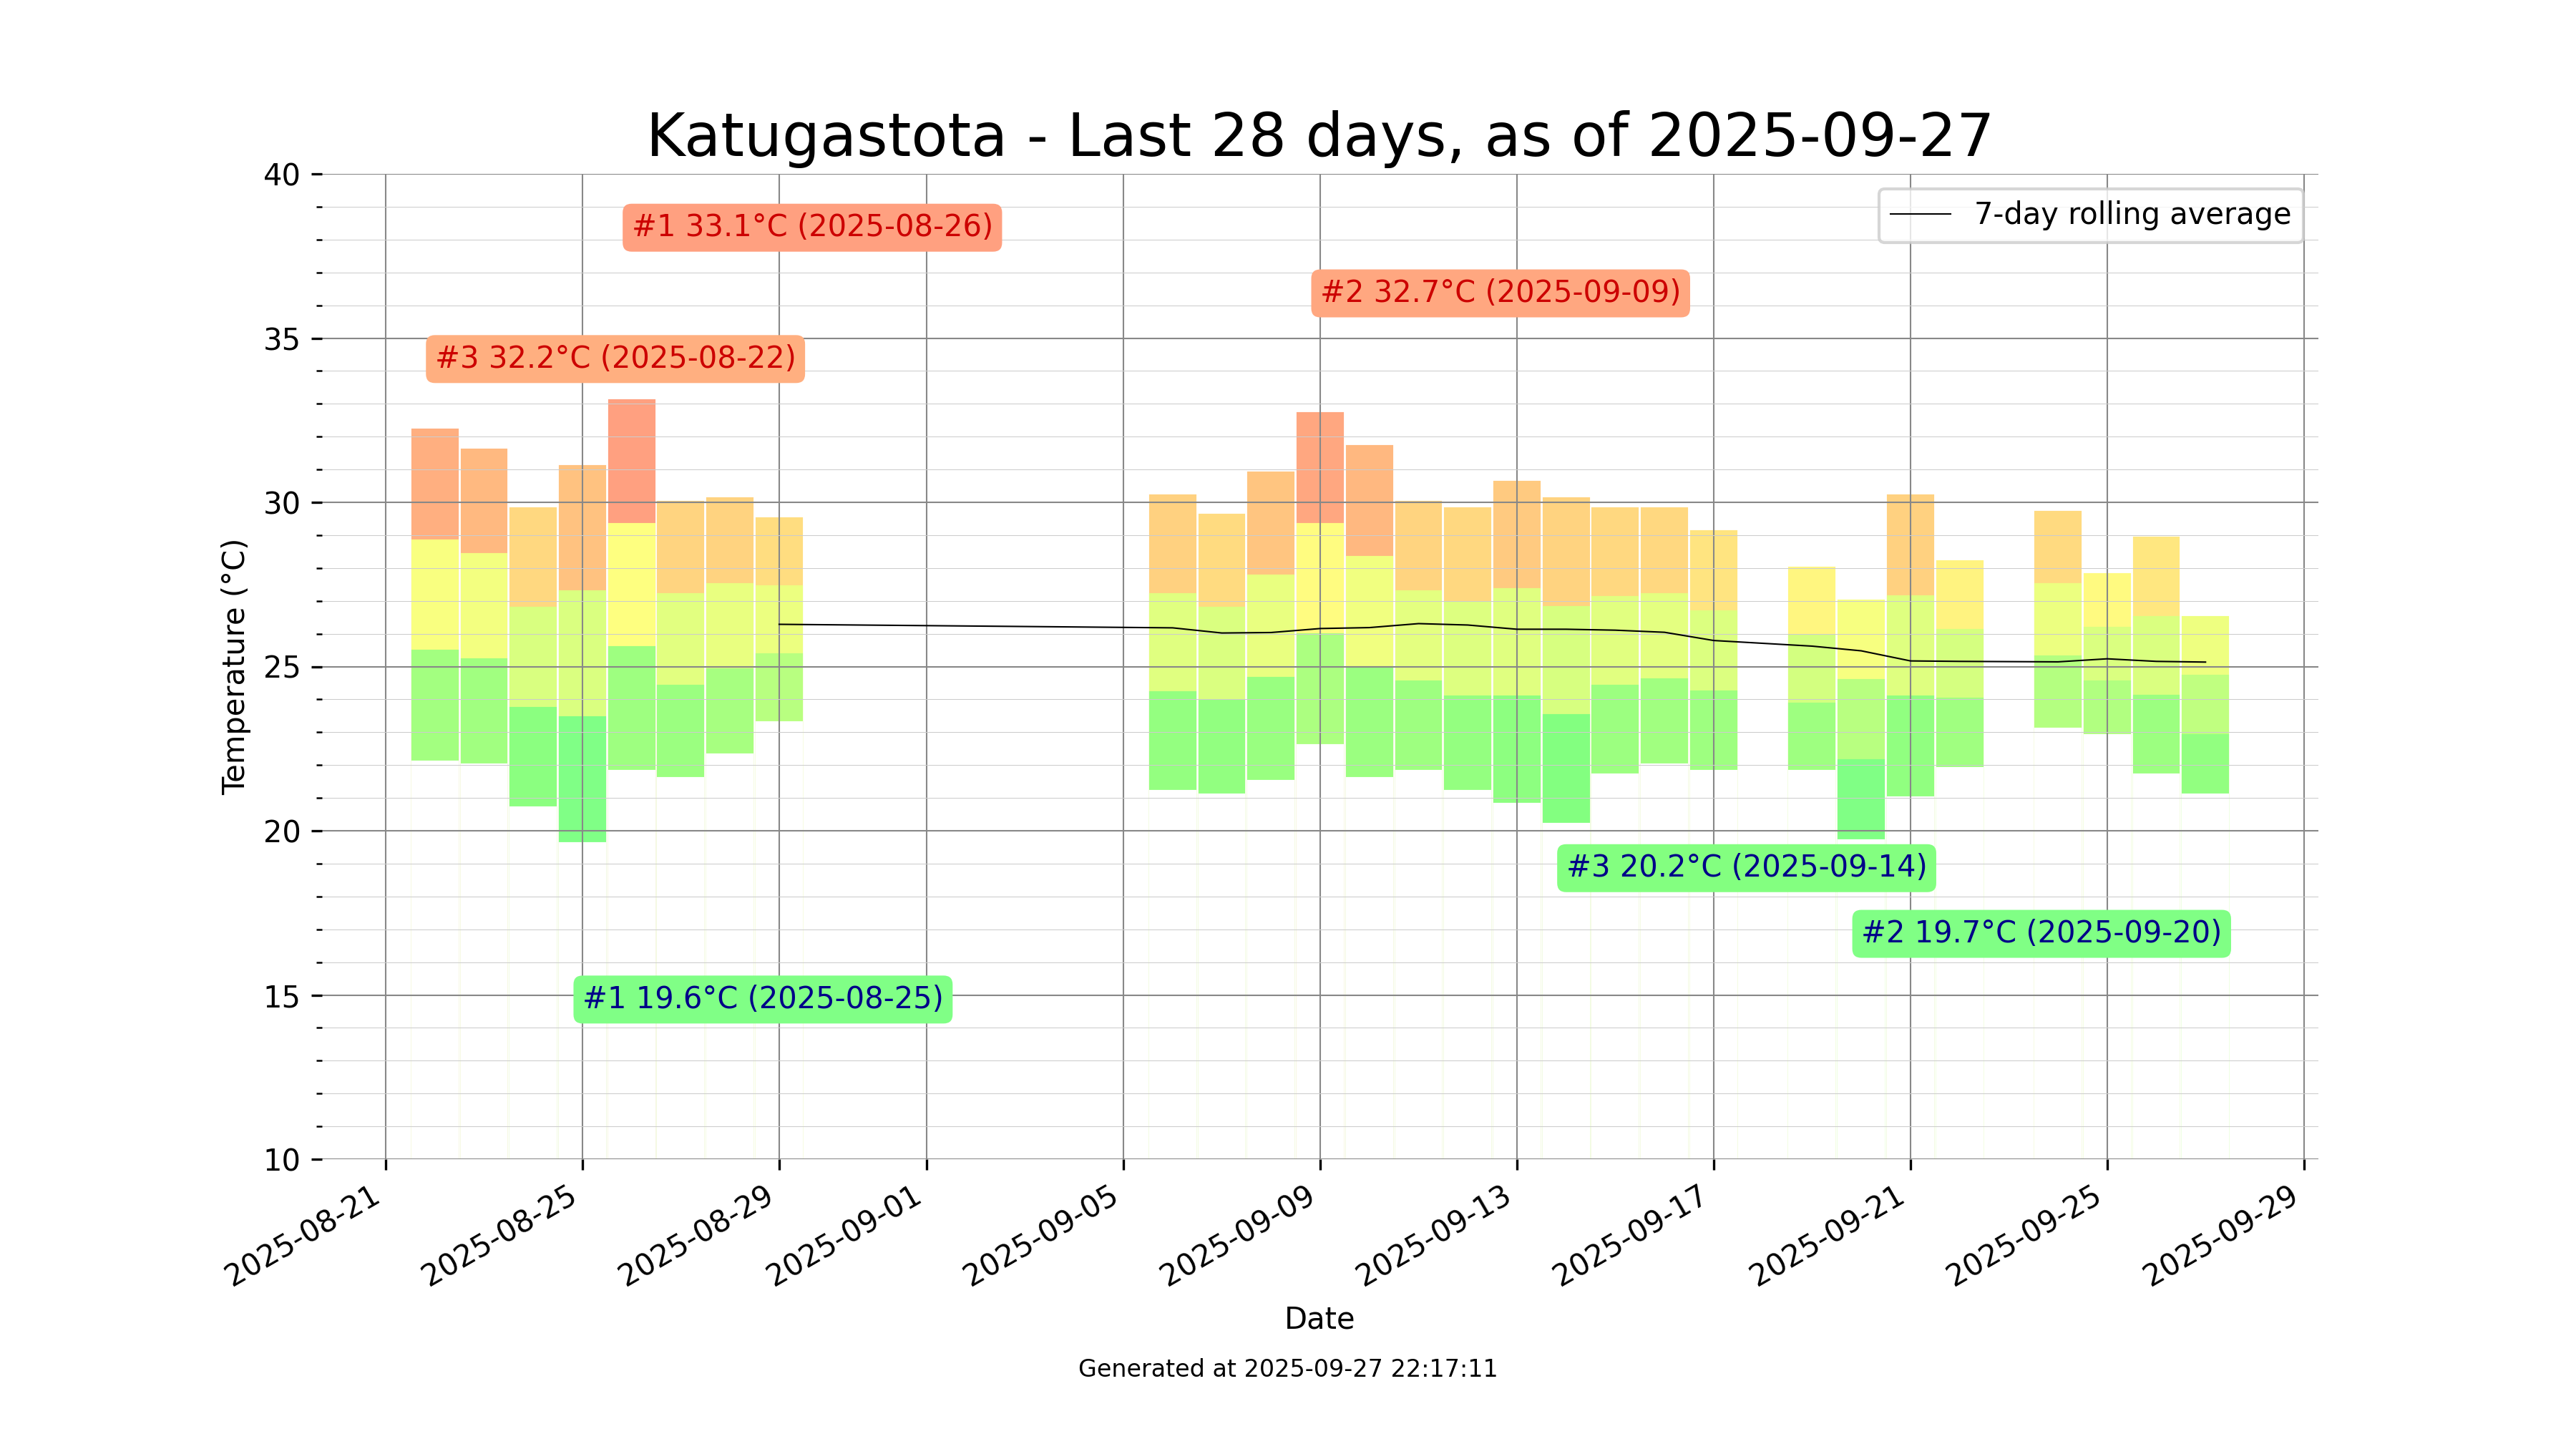 Katugastota - Last 28 days, as of 2025-09-27
7-day rolling average
#1 33.1°C (2025-08-26)
#2 32.7°C (2025-09-09)
#3 32.2°C (2025-08-22)
#3 20.2°C (2025-09-14)
#2 19.7°C (2025-09-20)
#1 19.6°C (2025-08-25)
Temperature (°C)
40
35
30
25
20
15
10
2025-08-21
2025-08-25
2025-08-29
2025-09-01
2025-09-05
2025-09-09
2025-09-13
2025-09-17
2025-09-21
2025-09-25
2025-09-29
Date
Generated at 2025-09-27 22:17:11